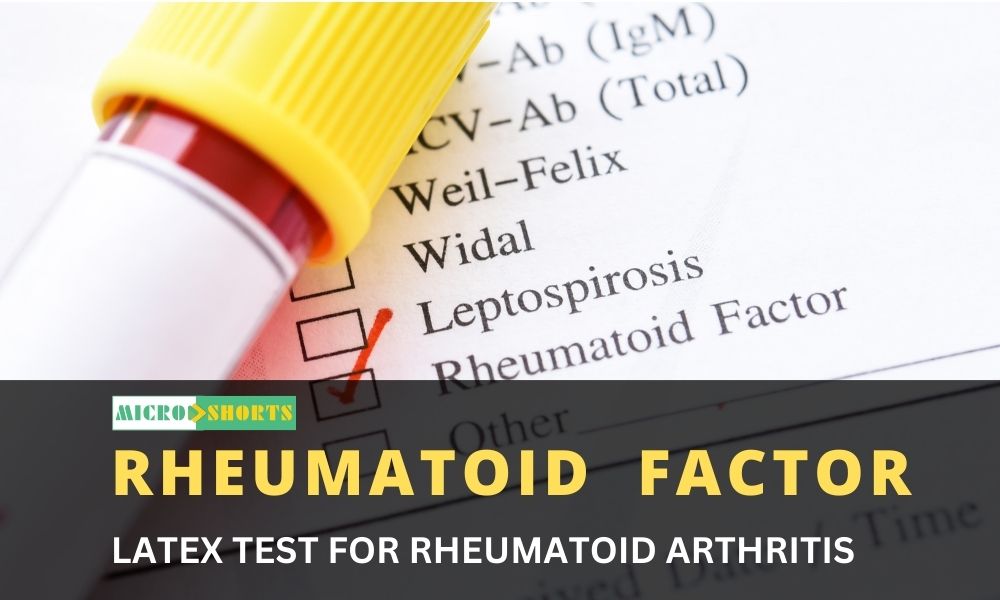 V-Ab (IgM)
CV-Ab (Total)
Weil-Felix
Widal
Leptospirosis
Rheumatoid Factor
Other
MICRO SHORTS
RHEUMATOID FACTOR
LATEX TEST FOR RHEUMATOID ARTHRITIS
Time